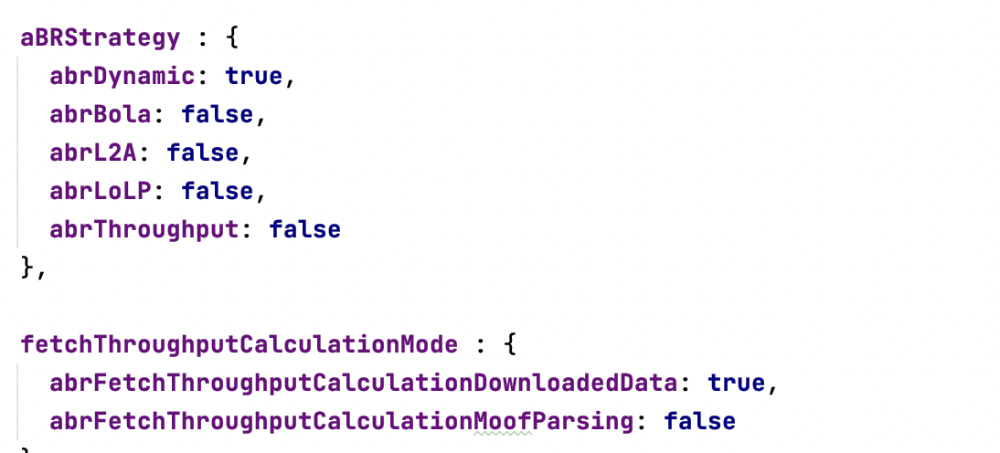 aBRStrategy : {
abrDynamic: true,
abrBola: false,
abrL2A: false,
abrLoLP: false,
abrThroughput: false
},
fetchThroughputCalculationMode : {
abrFetchThroughputCalculationDownloadedData: true,
abrFetchThroughputCalculationMoofParsing: false
}